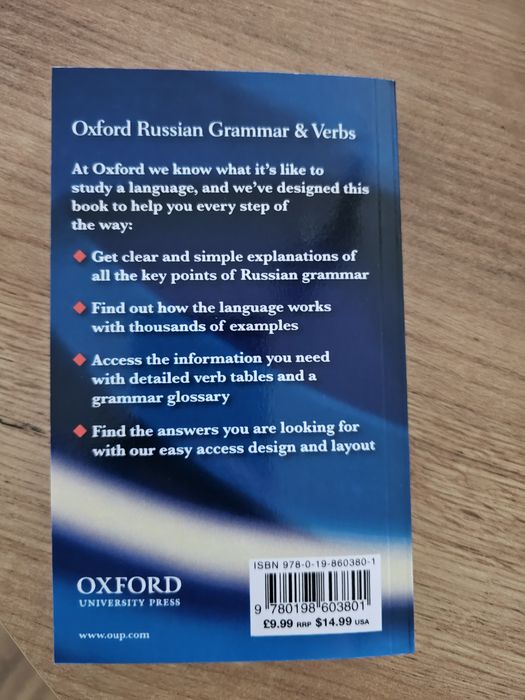 Oxford Russian Grammar & Verbs
At Oxford we know what it's like to
study a language, and we've designed this
book to help you every step of
the way:
Get clear and simple explanations of
all the key points of Russian grammar
Find out how the language works
with thousands of examples
Access the information you need
with detailed verb tables and a
grammar glossary
Find the answers you are looking for
with our easy access design and layout
ISBN 978-0-19-860380-1
9 780198 603801
£9.99 RRP $14.99 USA
OXFORD
UNIVERSITY PRESS
www.oup.com